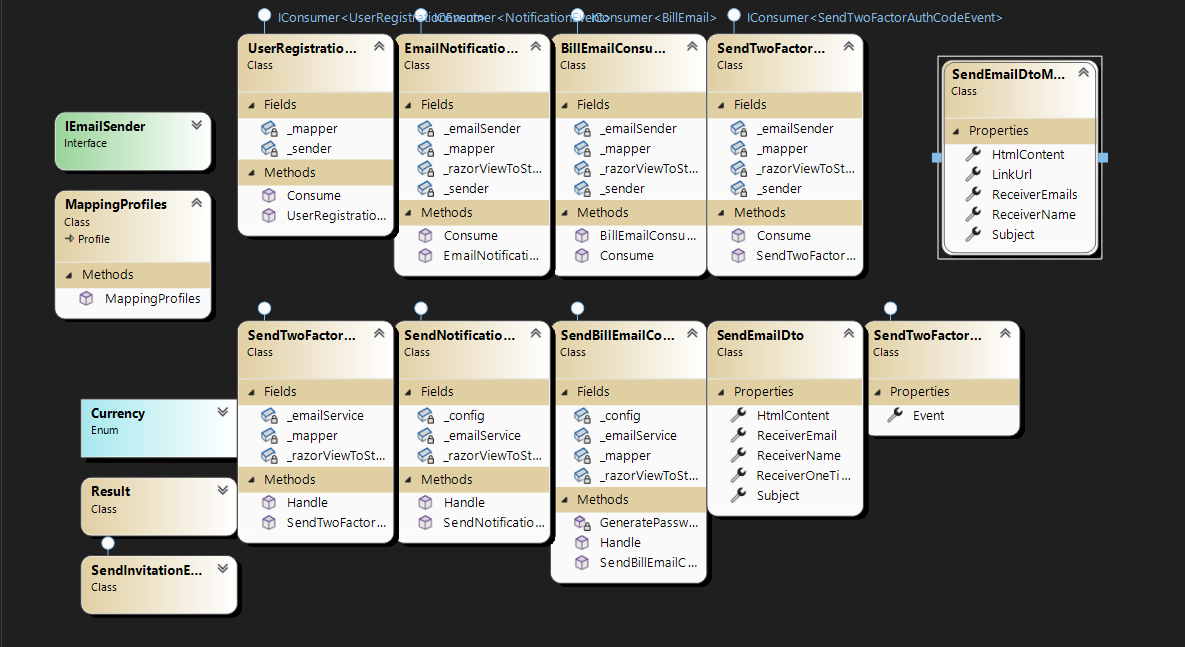 IConsumer<UserRegistrationEvent>
IConsumer<NotificationEvent>
IConsumer<BillEmail>
IConsumer<SendTwoFactorAuthCodeEvent>
UserRegistratio...
Class
Fields
_mapper
_sender
Methods
Consume
UserRegistratio...
EmailNotificatio...
Class
Fields
_emailSender
_mapper
_razorViewToSt...
_sender
Methods
Consume
EmailNotificati...
BillEmailConsu...
Class
Fields
_emailSender
_mapper
_razorViewToSt...
_sender
Methods
BillEmailConsu...
Consume
SendTwoFactor...
Class
Fields
_emailSender
_mapper
_razorViewToSt...
_sender
Methods
Consume
SendTwoFactor...
SendEmailDtoM...
Class
Properties
HtmlContent
LinkUrl
ReceiverEmails
ReceiverName
Subject
IEmailSender
Interface
MappingProfiles
Class
Profile
Methods
MappingProfiles
SendTwoFactor...
Class
Fields
_emailService
_mapper
_razorViewToSt...
Methods
Handle
SendTwoFactor...
SendNotificatio...
Class
Fields
_config
_emailService
_razorViewToSt...
Methods
Handle
SendNotificatio...
SendBillEmailCo...
Class
Fields
_config
_emailService
_mapper
_razorViewToSt...
Methods
GeneratePassw...
Handle
SendBillEmailC...
SendEmailDto
Class
Properties
HtmlContent
ReceiverEmail
ReceiverName
ReceiverOneTi...
Subject
SendTwoFactor...
Class
Properties
Event
Currency
Enum
Result
Class
SendInvitationE...
Class